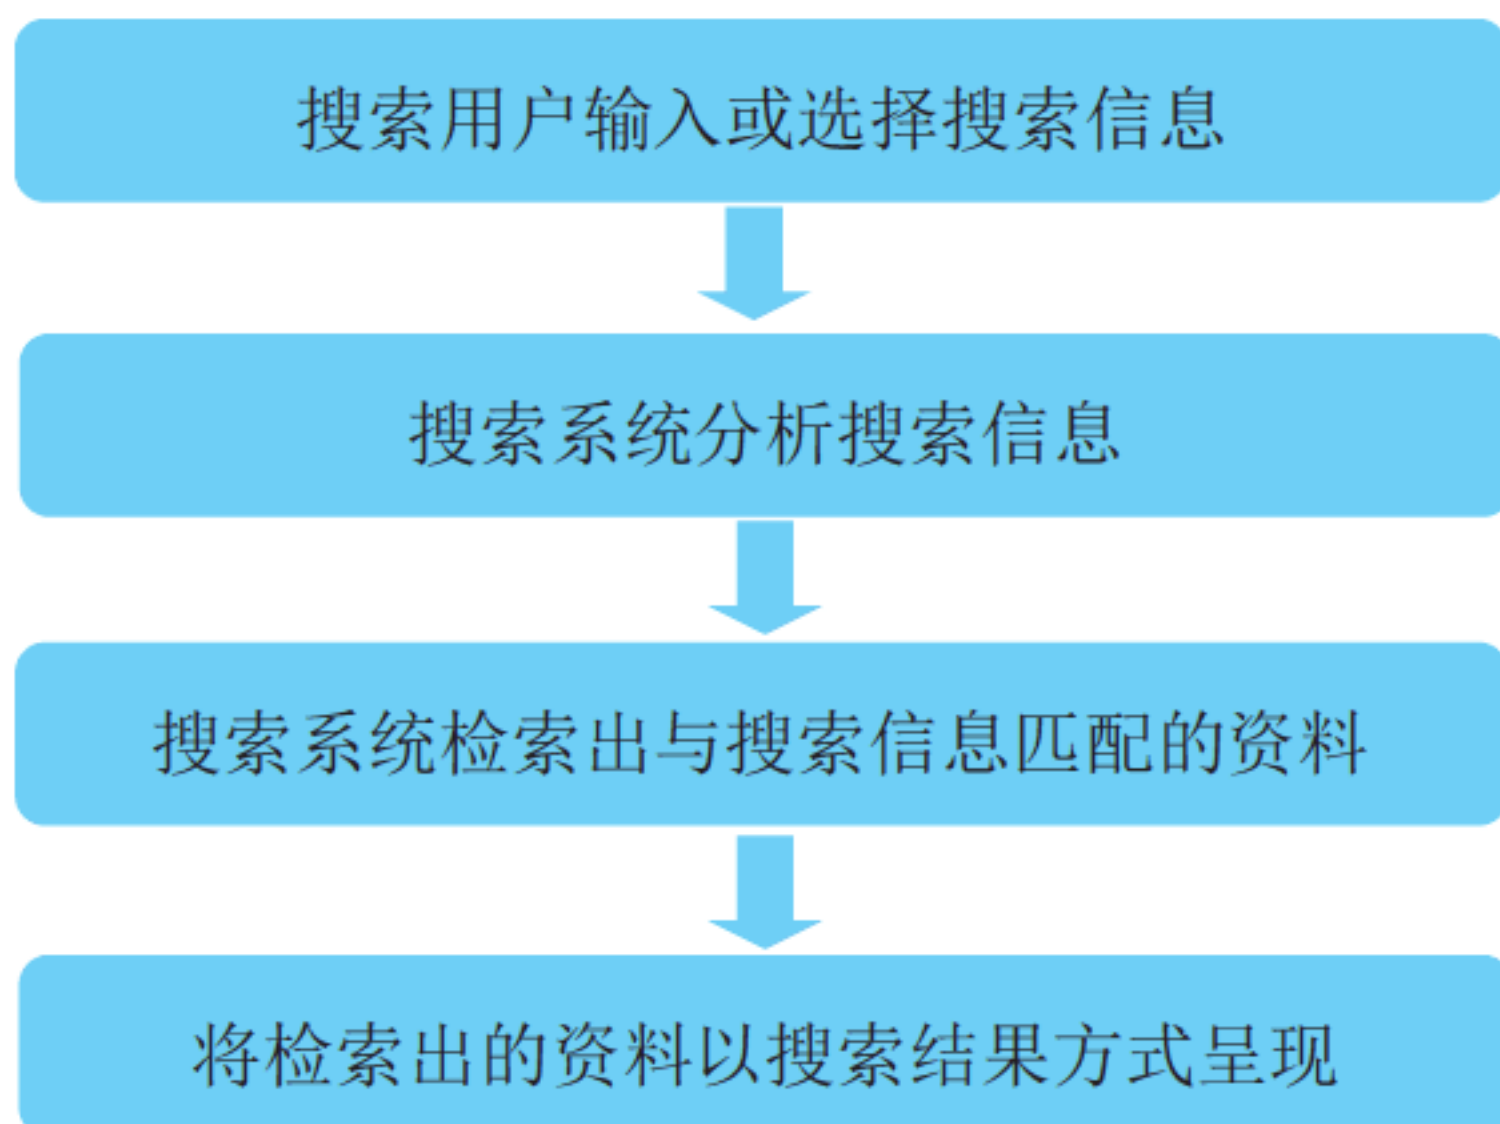 搜索用户输入或选择搜索信息
搜索系统分析搜索信息
搜索系统检索出与搜索信息匹配的资料
将检索出的资料以搜索结果方式呈现